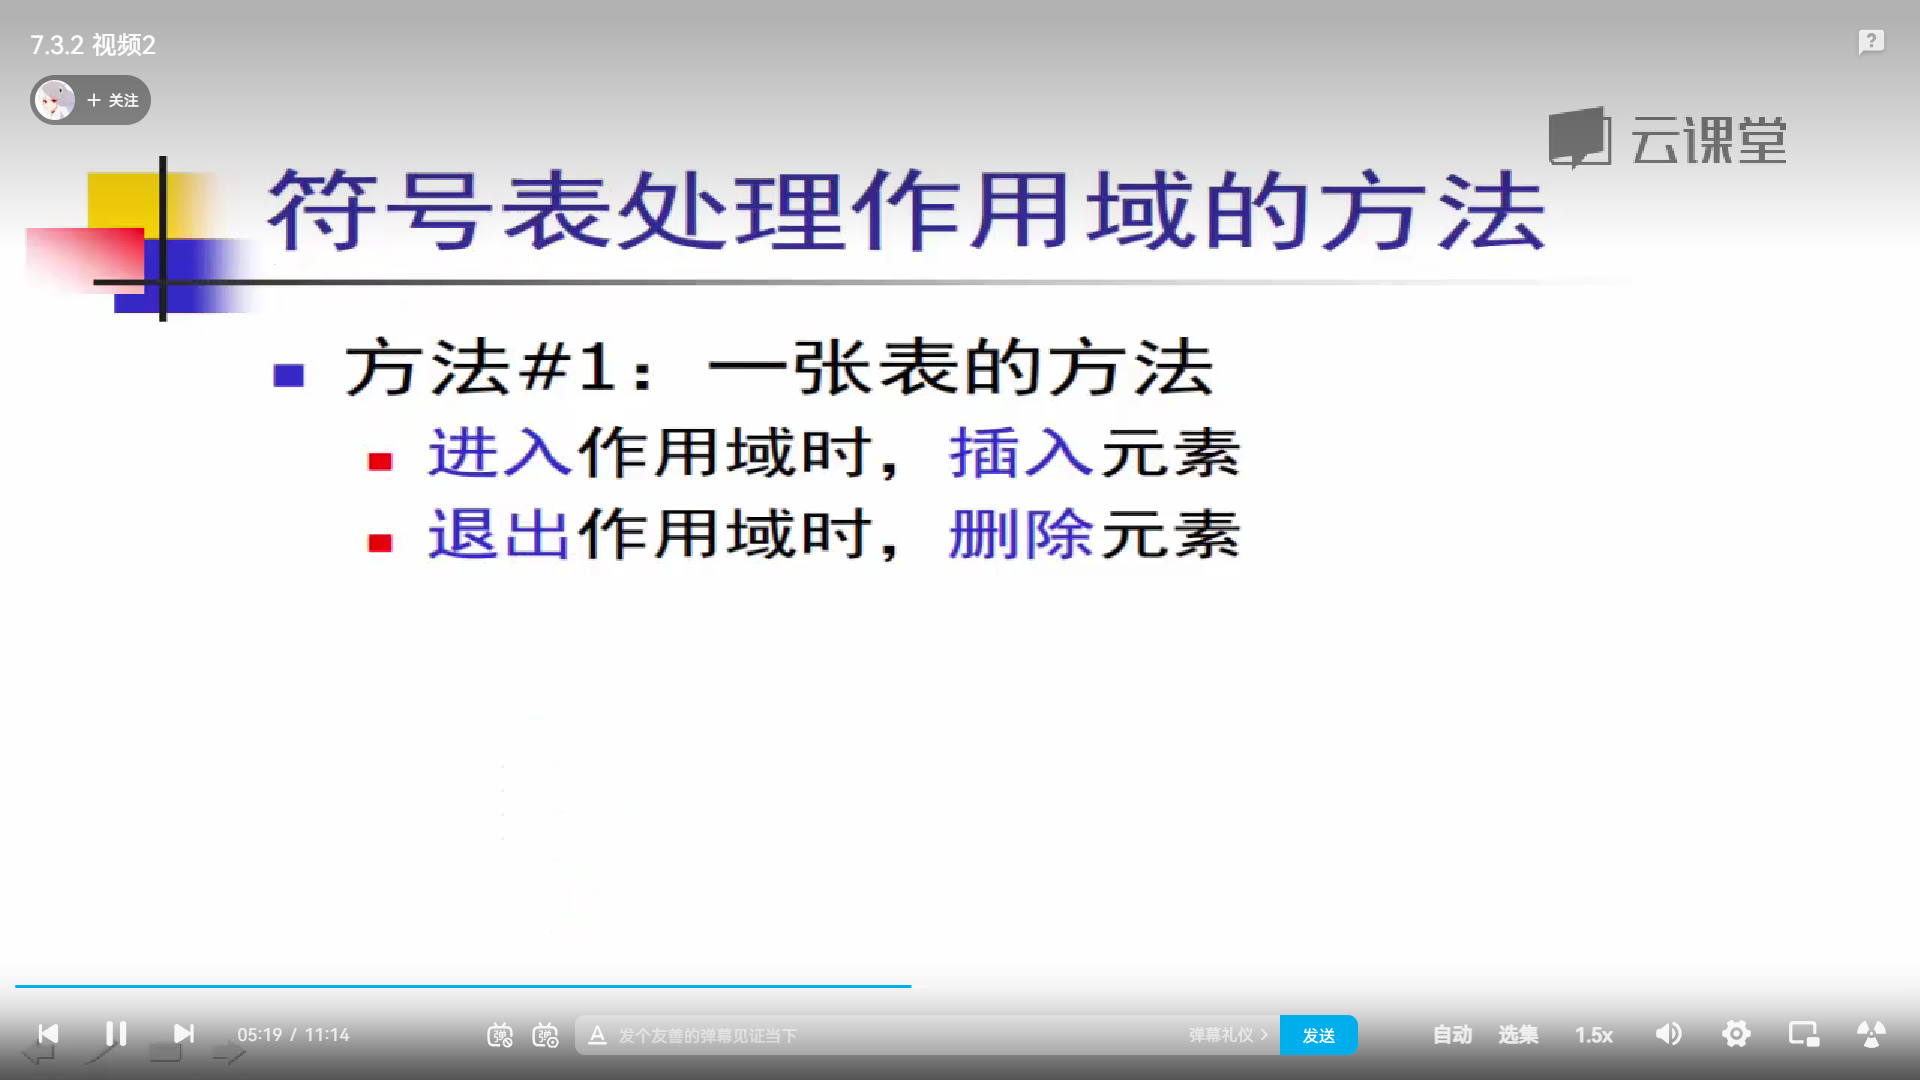 7.3.2 视频2
+ 关注
云课堂
符号表处理作用域的方法
方法#1：一张表的方法
进入作用域时，插入元素
退出作用域时，删除元素
05:19 / 11:14
弹
弹
A
发个友善的弹幕见证当下
弹幕礼仪 >
发送
自动
选集
1.5x